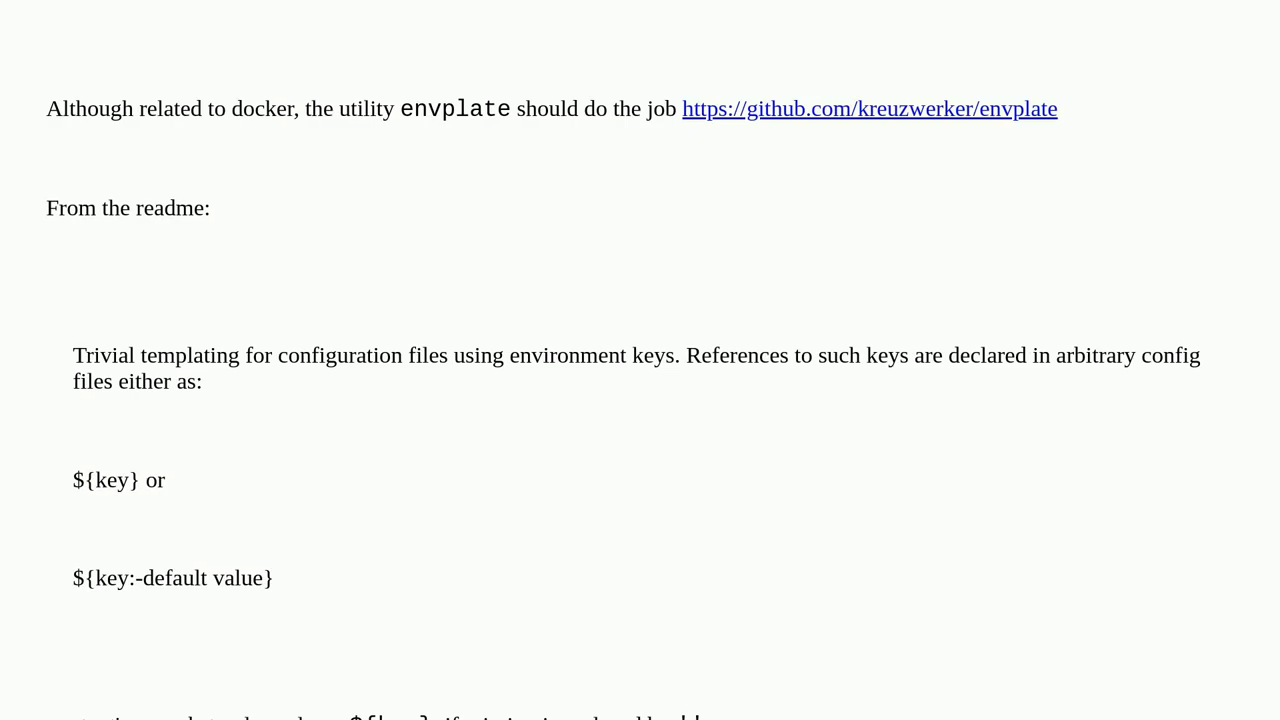 Although related to docker, the utility envplate should do the job https://github.com/kreuzwerker/envplate
From the readme:
Trivial templating for configuration files using environment keys. References to such keys are declared in arbitrary config
files either as:
${key} or
${key:-default value}